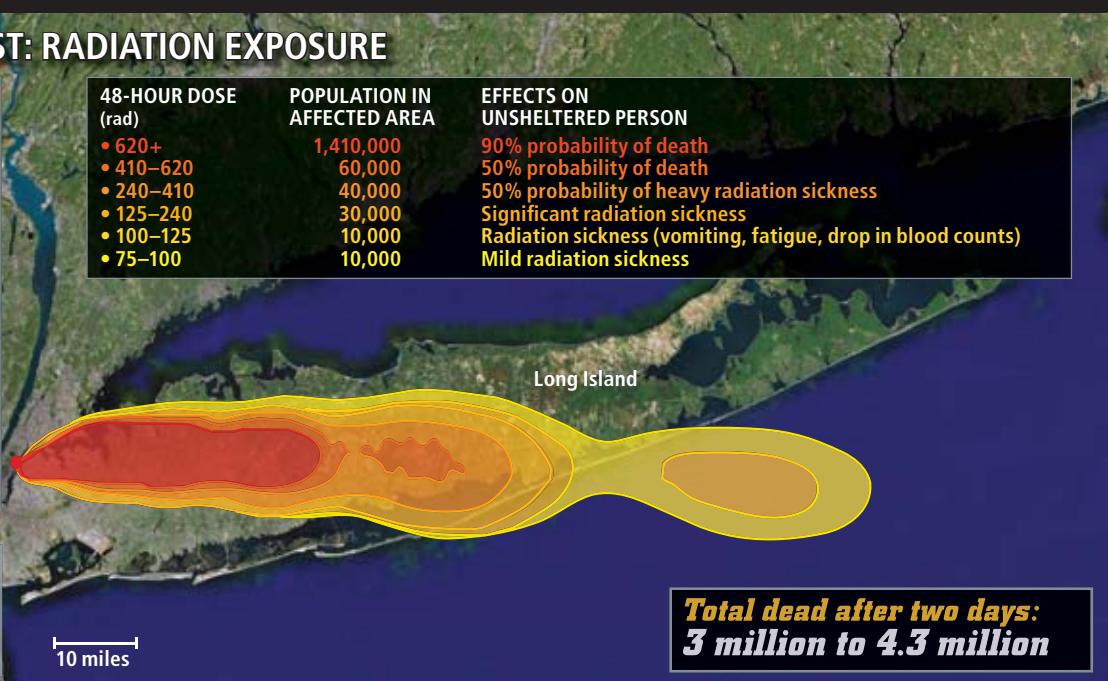 ST: RADIATION EXPOSURE
48-HOUR DOSE
(rad)
POPULATION IN
AFFECTED AREA
EFFECTS ON
UNSHELTERED PERSON
• 620+ 1,410,000 90% probability of death
• 410–620 60,000 50% probability of death
• 240–410 40,000 50% probability of heavy radiation sickness
• 125–240 30,000 Significant radiation sickness
• 100–125 10,000 Radiation sickness (vomiting, fatigue, drop in blood counts)
• 75–100 10,000 Mild radiation sickness
Long Island
Total dead after two days:
3 million to 4.3 million
10 miles